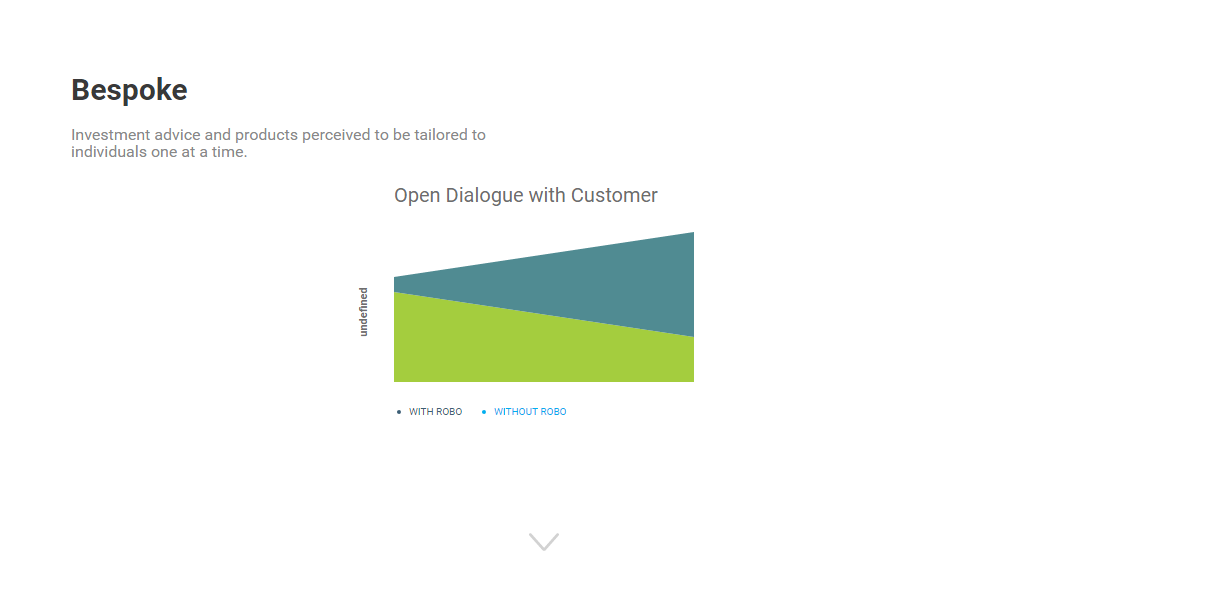 Bespoke
Investment advice and products perceived to be tailored to
individuals one at a time.
Open Dialogue with Customer
undefined
WITH ROBO
WITHOUT ROBO